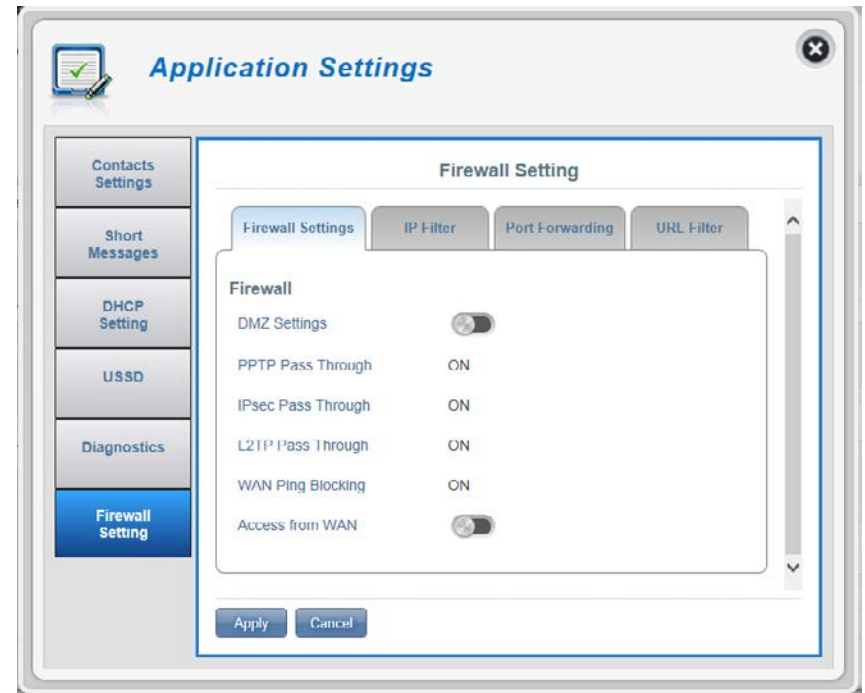 Application Settings
Contacts
Settings
Short
Messages
DHCP
Setting
USSD
Diagnostics
Firewall
Setting
Firewall Setting
Firewall Settings
IP Filter
Port Forwarding
URL Filter
Firewall
DMZ Settings
PPTP Pass Through ON
IPsec Pass Through ON
L2TP Pass Through ON
WAN Ping Blocking ON
Access from WAN
Apply
Cancel